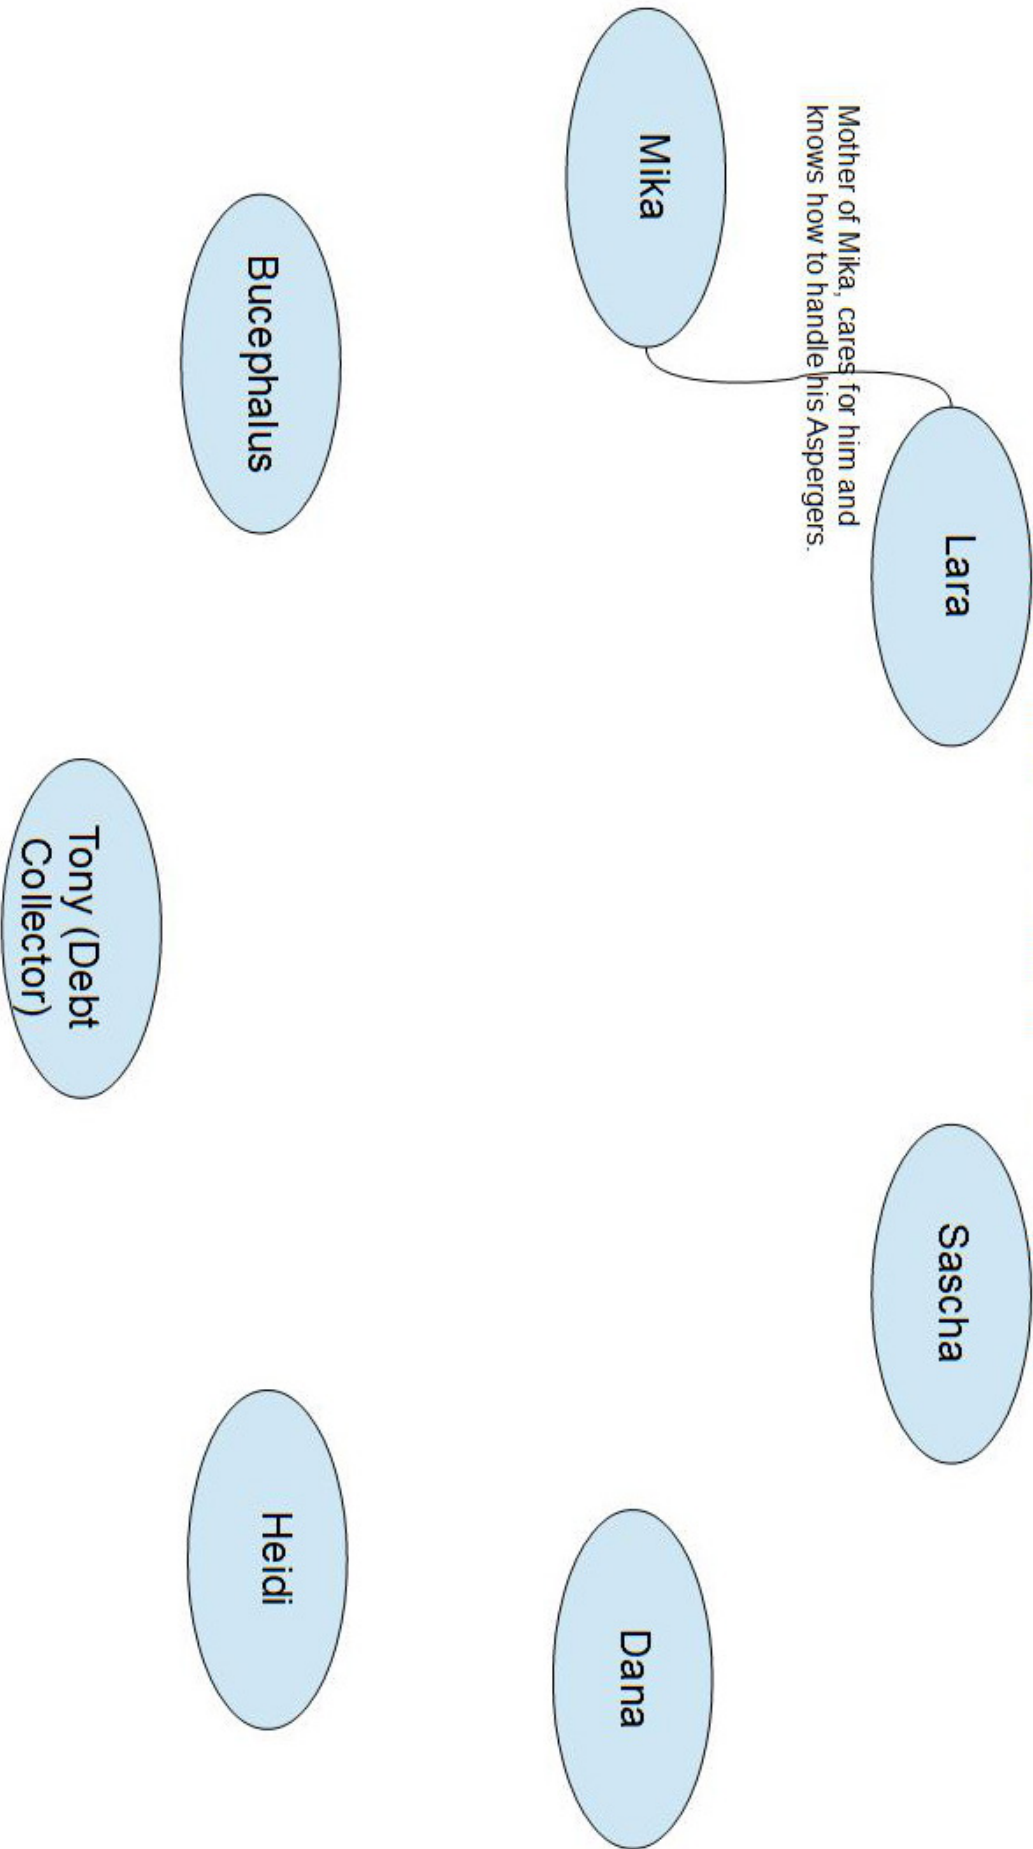 Lara
Sascha
Mother of Mika, cares for him and
knows how to handle his Aspergers.
Mika
Dana
Bucephalus
Heidi
Tony (Debt
Collector)